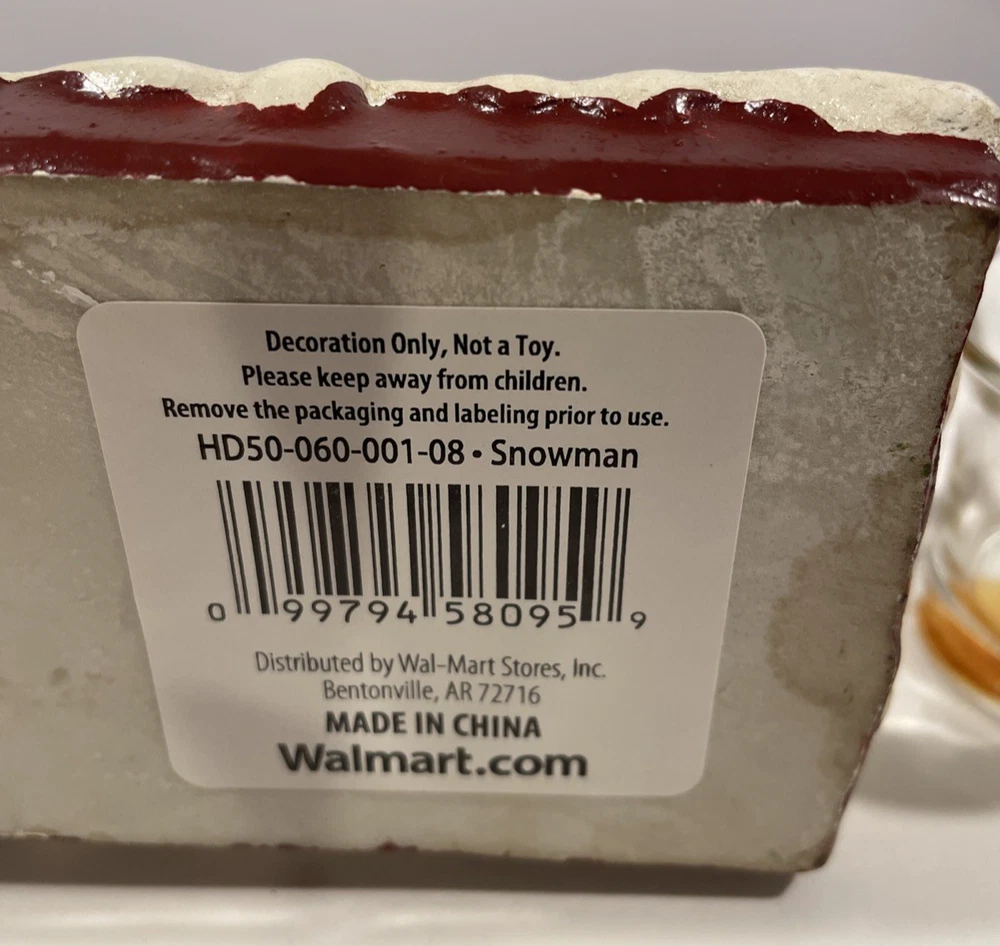 Decoration Only, Not a Toy.
Please keep away from children.
Remove the packaging and labeling prior to use.
HD50-060-001-08 • Snowman
0 99794 58095 9
Distributed by Wal-Mart Stores, Inc.
Bentonville, AR 72716
MADE IN CHINA
Walmart.com